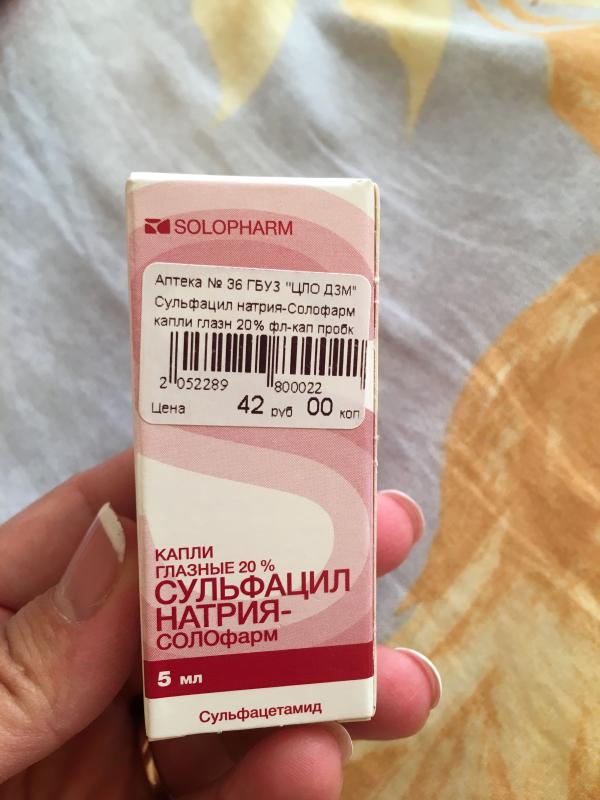 SOLOPHARM
Аптека № 36 ГБУЗ "ЦЛО ДЗМ"
Сульфацил натрия-Солофарм
капли глазн 20% фл-кап пробк
2 052289 800022
Цена 42 руб 00 коп
КАПЛИ
ГЛАЗНЫЕ 20 %
СУЛЬФАЦИЛ
НАТРИЯ-
СОЛОфарм
5 мл
Сульфацетамид